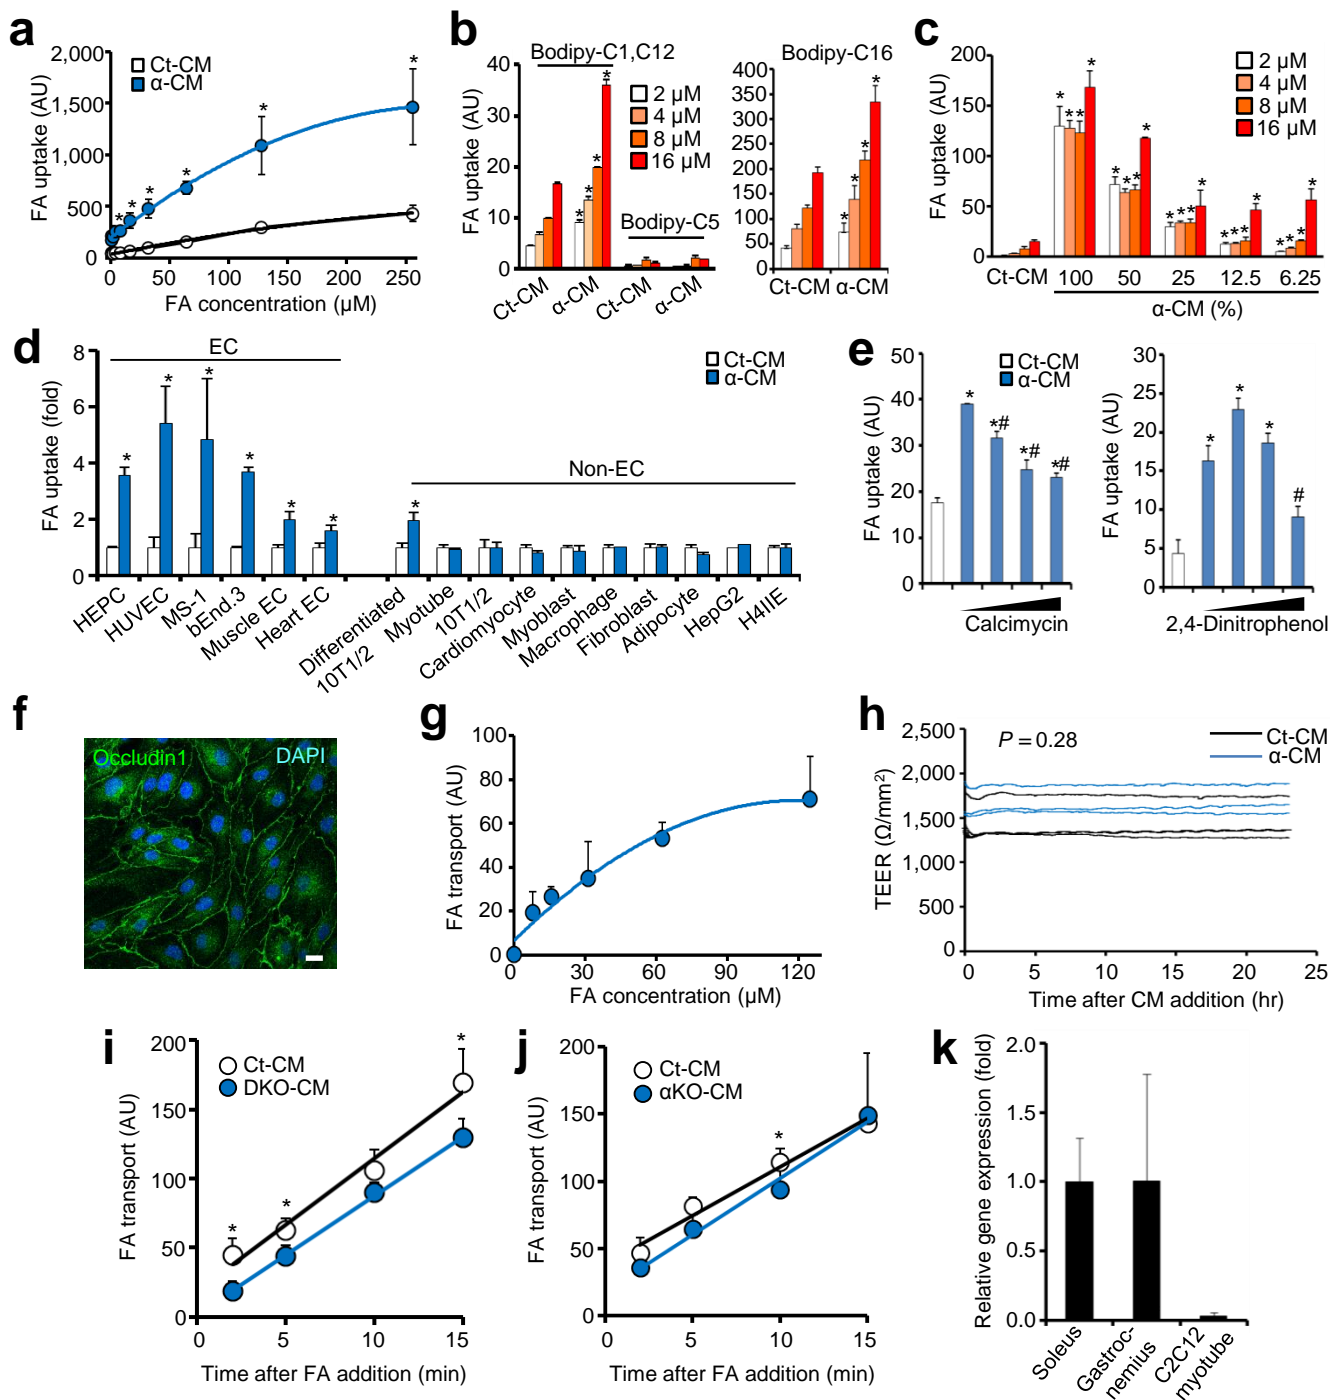 a
2,000
1,500
1,000
500
0
FA uptake (AU)
Ct-CM
α-CM
* * * * * *
0 50 100 150 200 250
FA concentration (µM)
b
Bodipy-C1,C12
40
30
20
10
0
FA uptake (AU)
2 µM
4 µM
8 µM
16 µM
* * * *
Bodipy-C5
Ct-CM α-CM Ct-CM α-CM
Bodipy-C16
400
350
300
250
200
150
100
50
0
* * * *
Ct-CM α-CM
c
200
150
100
50
0
FA uptake (AU)
2 µM
4 µM
8 µM
16 µM
* * * *
* * * *
* * * *
* * * *
* * * *
Ct-CM 100 50 25 12.5 6.25
α-CM (%)
d
8
6
4
2
0
FA uptake (fold)
EC
Non-EC
Ct-CM
α-CM
* * * * * * *
HEPC
HUVEC
MS-1
bEnd.3
Muscle EC
Heart EC
Differentiated
10T1/2
Myotube
10T1/2
Cardiomyocyte
Myoblast
Macrophage
Fibroblast
Adipocyte
HepG2
H4IIE
e
50
40
30
20
10
0
FA uptake (AU)
Ct-CM
α-CM
* *# *# *#
Calcimycin
30
25
20
15
10
5
0
FA uptake (AU)
* * * #
2,4-Dinitrophenol
f
Occludin1 DAPI
g
100
80
60
40
20
0
FA transport (AU)
0 30 60 90 120
FA concentration (µM)
h
2,500
2,000
1,500
1,000
500
0
TEER (Ω/mm²)
P = 0.28
Ct-CM
α-CM
0 5 10 15 20 25
Time after CM addition (hr)
i
200
150
100
50
0
FA transport (AU)
Ct-CM
DKO-CM
* * *
0 5 10 15
Time after FA addition (min)
j
200
150
100
50
0
FA transport (AU)
Ct-CM
αKO-CM
*
0 5 10 15
Time after FA addition (min)
k
2.0
1.5
1.0
0.5
0.0
Relative gene expression (fold)
Soleus
Gastroc-
nemius
C2C12
myotube